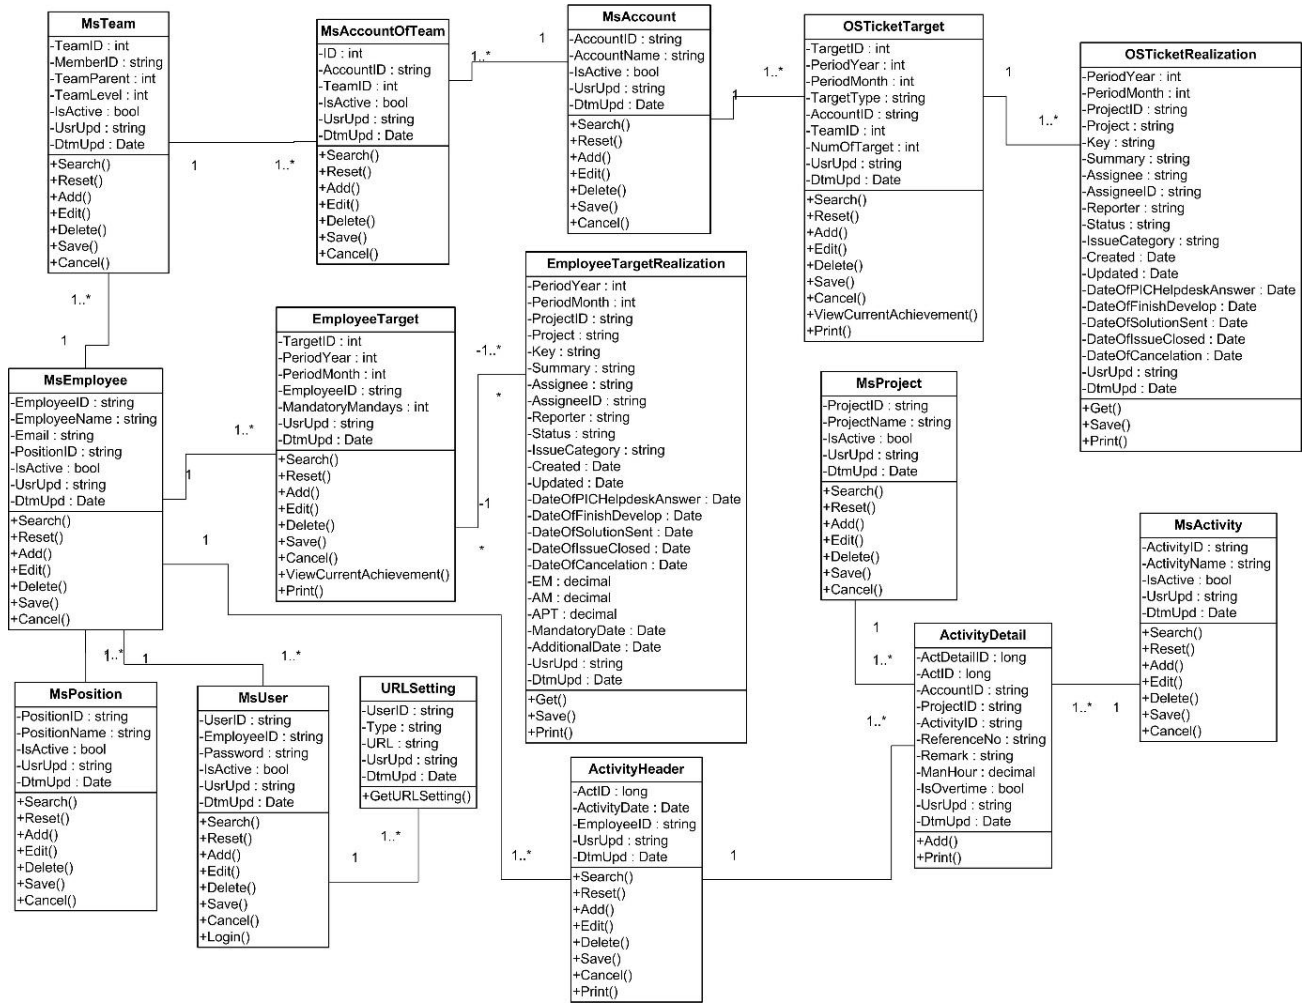 MsTeam
-TeamID : int
-MemberID : string
-TeamParent : int
-TeamLevel : int
-IsActive : bool
-UsrUpd : string
-DtmUpd : Date
+Search()
+Reset()
+Add()
+Edit()
+Delete()
+Save()
+Cancel()
1
1..*
MsAccountOfTeam
-ID : int
-AccountID : string
-TeamID : int
-IsActive : bool
-UsrUpd : string
-DtmUpd : Date
+Search()
+Reset()
+Add()
+Edit()
+Delete()
+Save()
+Cancel()
1..*
1
MsAccount
-AccountID : string
-AccountName : string
-IsActive : bool
-UsrUpd : string
-DtmUpd : Date
+Search()
+Reset()
+Add()
+Edit()
+Delete()
+Save()
+Cancel()
1
1..*
OSTicketTarget
-TargetID : int
-PeriodYear : int
-PeriodMonth : int
-TargetType : string
-AccountID : string
-TeamID : int
-NumOfTarget : int
-UsrUpd : string
-DtmUpd : Date
+Search()
+Reset()
+Add()
+Edit()
+Delete()
+Save()
+Cancel()
+ViewCurrentAchievement()
+Print()
1
1..*
OSTicketRealization
-PeriodYear : int
-PeriodMonth : int
-ProjectID : string
-Project : string
-Key : string
-Summary : string
-Assignee : string
-AssigneeID : string
-Reporter : string
-Status : string
-IssueCategory : string
-Created : Date
-Updated : Date
-DateOfPICHelpdeskAnswer : Date
-DateOfFinishDevelop : Date
-DateOfSolutionSent : Date
-DateOfIssueClosed : Date
-DateOfCancelation : Date
-UsrUpd : string
-DtmUpd : Date
+Get()
+Save()
+Print()
1..*
1
MsEmployee
-EmployeeID : string
-EmployeeName : string
-Email : string
-PositionID : string
-IsActive : bool
-UsrUpd : string
-DtmUpd : Date
+Search()
+Reset()
+Add()
+Edit()
+Delete()
+Save()
+Cancel()
1
1..*
EmployeeTarget
-TargetID : int
-PeriodYear : int
-PeriodMonth : int
-EmployeeID : string
-MandatoryMandays : int
-UsrUpd : string
-DtmUpd : Date
+Search()
+Reset()
+Add()
+Edit()
+Delete()
+Save()
+Cancel()
+ViewCurrentAchievement()
+Print()
-1..*
*
-1
*
EmployeeTargetRealization
-PeriodYear : int
-PeriodMonth : int
-ProjectID : string
-Project : string
-Key : string
-Summary : string
-Assignee : string
-AssigneeID : string
-Reporter : string
-Status : string
-IssueCategory : string
-Created : Date
-Updated : Date
-DateOfPICHelpdeskAnswer : Date
-DateOfFinishDevelop : Date
-DateOfSolutionSent : Date
-DateOfIssueClosed : Date
-DateOfCancelation : Date
-EM : decimal
-AM : decimal
-APT : decimal
-MandatoryDate : Date
-AdditionalDate : Date
-UsrUpd : string
-DtmUpd : Date
+Get()
+Save()
+Print()
MsProject
-ProjectID : string
-ProjectName : string
-IsActive : bool
-UsrUpd : string
-DtmUpd : Date
+Search()
+Reset()
+Add()
+Edit()
+Delete()
+Save()
+Cancel()
1
1..*
MsActivity
-ActivityID : string
-ActivityName : string
-IsActive : bool
-UsrUpd : string
-DtmUpd : Date
+Search()
+Reset()
+Add()
+Edit()
+Delete()
+Save()
+Cancel()
1..*
1
ActivityDetail
-ActDetailID : long
-ActID : long
-AccountID : string
-ProjectID : string
-ActivityID : string
-ReferenceNo : string
-Remark : string
-ManHour : decimal
-IsOvertime : bool
-UsrUpd : string
-DtmUpd : Date
+Add()
+Print()
1..*
1
1
1..*
1
1..*
MsPosition
-PositionID : string
-PositionName : string
-IsActive : bool
-UsrUpd : string
-DtmUpd : Date
+Search()
+Reset()
+Add()
+Edit()
+Delete()
+Save()
+Cancel()
1
1..*
MsUser
-UserID : string
-EmployeeID : string
-Password : string
-IsActive : bool
-UsrUpd : string
-DtmUpd : Date
+Search()
+Reset()
+Add()
+Edit()
+Delete()
+Save()
+Cancel()
+Login()
1
1..*
URLSetting
-UserID : string
-Type : string
-URL : string
-UsrUpd : string
-DtmUpd : Date
+GetURLSetting()
1..*
ActivityHeader
-ActID : long
-ActivityDate : Date
-EmployeeID : string
-UsrUpd : string
-DtmUpd : Date
+Search()
+Reset()
+Add()
+Edit()
+Delete()
+Save()
+Cancel()
+Print()